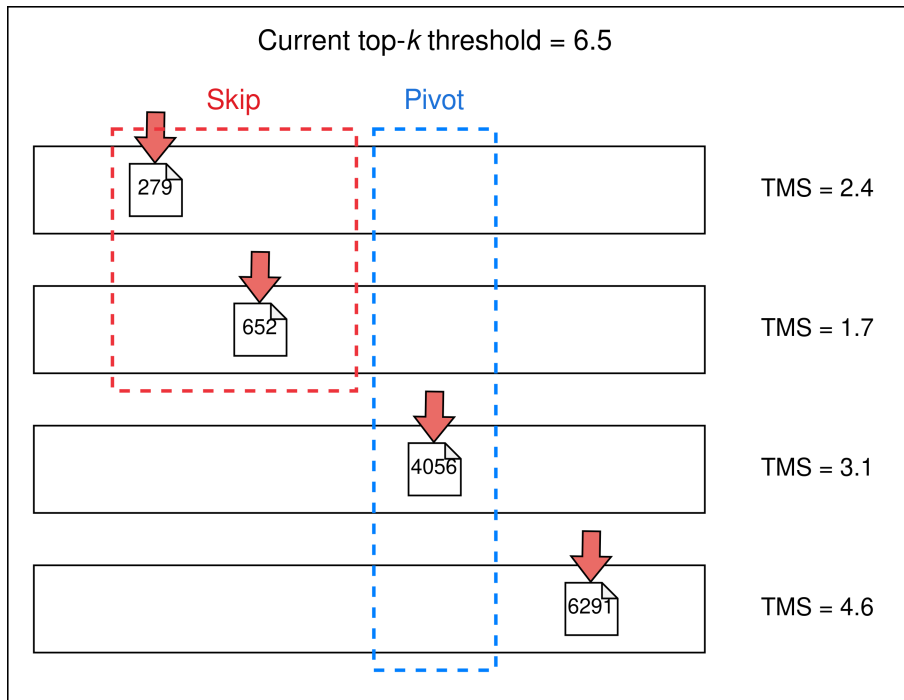 Current top-k threshold = 6.5
Skip
Pivot
279
TMS = 2.4
652
TMS = 1.7
4056
TMS = 3.1
6291
TMS = 4.6